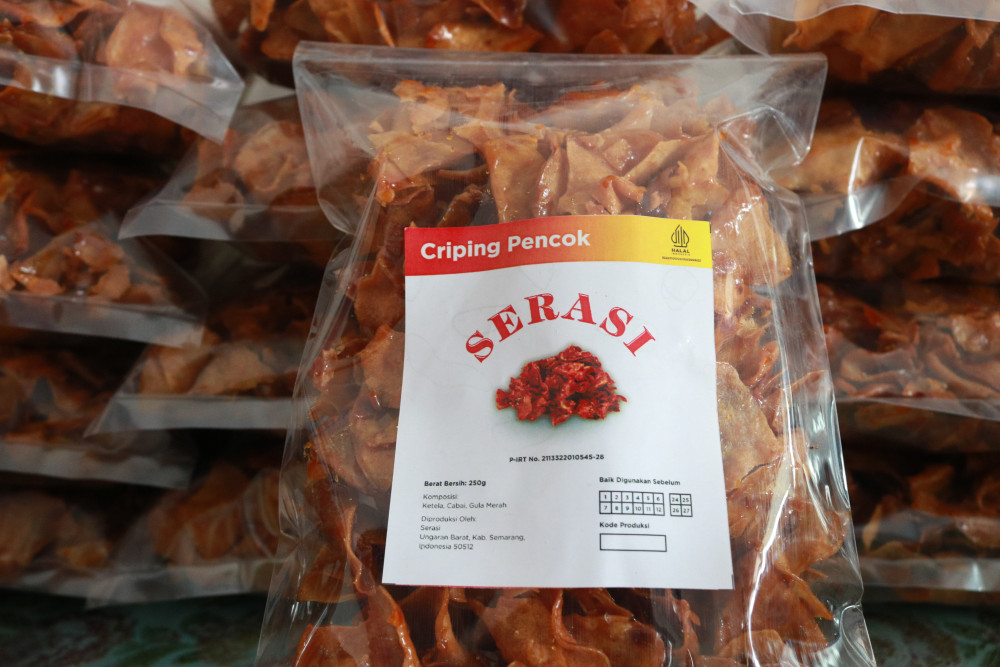 Criping Pencok
HALAL
SERASI
P-IRT No. 2113322010545-28
Berat Bersih: 250g
Komposisi:
Ketela, Cabai, Gula Merah
Diproduksi Oleh:
Serasi
Ungaran Barat, Kab. Semarang,
Indonesia 50512
Baik Digunakan Sebelum
1 2 3 4 5 6 24 25
7 8 9 10 11 12 26 27
Kode Produksi